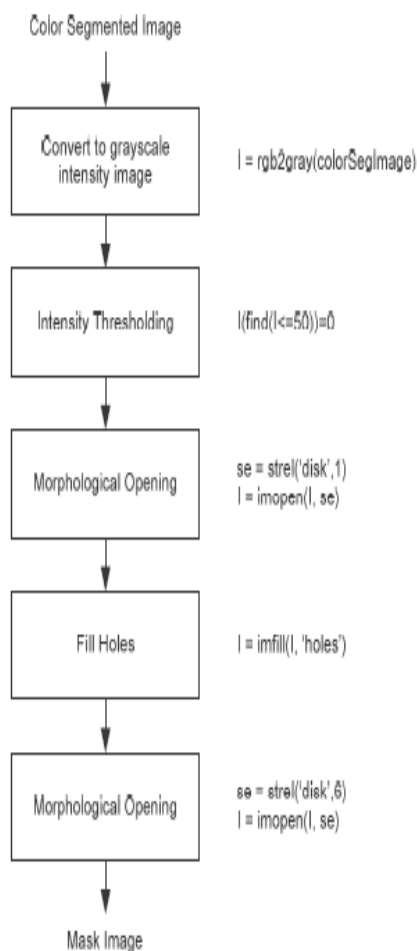 Color Segmented Image
Convert to grayscale
intensity image
I = rgb2gray(colorSegImage)
Intensity Thresholding
I(find(I<=50))=0
Morphological Opening
se = strel('disk',1)
I = imopen(I, se)
Fill Holes
I = imfill(I, 'holes')
Morphological Opening
se = strel('disk',6)
I = imopen(I, se)
Mask Image